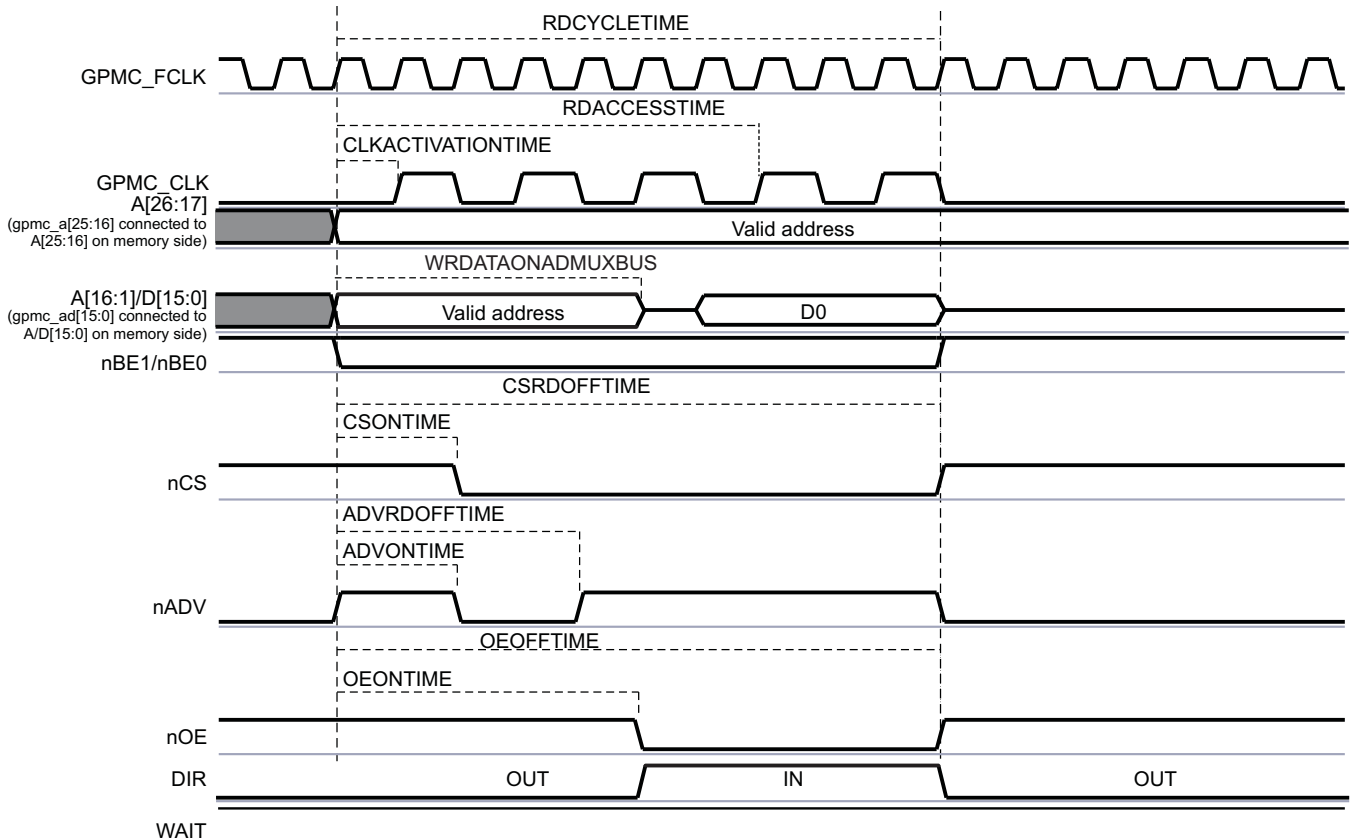 RDCYCLETIME
GPMC_FCLK
RDACCESSTIME
CLKACTIVATIONTIME
GPMC_CLK
A[26:17]
(gpmc_a[25:16] connected to
A[25:16] on memory side)
Valid address
WRDATAONADMUXBUS
A[16:1]/D[15:0]
(gpmc_ad[15:0] connected to
A/D[15:0] on memory side)
Valid address
D0
nBE1/nBE0
CSRDOFFTIME
CSONTIME
nCS
ADVRDOFFTIME
ADVONTIME
nADV
OEOFFTIME
OEONTIME
nOE
DIR
OUT
IN
OUT
WAIT